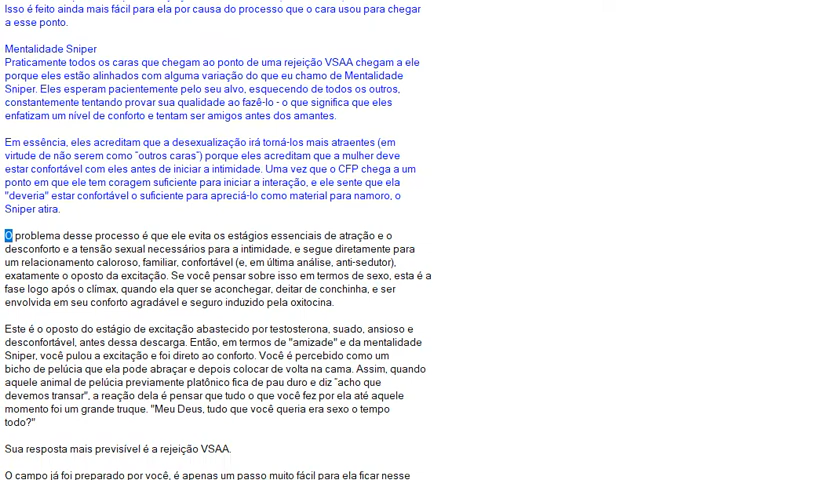 Isso é feito ainda mais fácil para ela por causa do processo que o cara usou para chegar
a esse ponto.
Mentalidade Sniper
Praticamente todos os caras que chegam ao ponto de uma rejeição VSAA chegam a ele
porque eles estão alinhados com alguma variação do que eu chamo de Mentalidade
Sniper. Eles esperam pacientemente pelo seu alvo, esquecendo de todos os outros,
constantemente tentando provar sua qualidade ao fazê-lo - o que significa que eles
enfatizam um nível de conforto e tentam ser amigos antes dos amantes.
Em essência, eles acreditam que a desexualização irá torná-los mais atraentes (em
virtude de não serem como “outros caras”) porque eles acreditam que a mulher deve
estar confortável com eles antes de iniciar a intimidade. Uma vez que o CFP chega a um
ponto em que ele tem coragem suficiente para iniciar a interação, e ele sente que ela
"deveria" estar confortável o suficiente para apreciá-lo como material para namoro, o
Sniper atira.
O problema desse processo é que ele evita os estágios essenciais de atração e o
desconforto e a tensão sexual necessários para a intimidade, e segue diretamente para
um relacionamento caloroso, familiar, confortável (e, em última análise, anti-sedutor),
exatamente o oposto da excitação. Se você pensar sobre isso em termos de sexo, esta é a
fase logo após o clímax, quando ela quer se aconchegar, deitar de conchinha, e ser
envolvida em seu conforto agradável e seguro induzido pela oxitocina.
Este é o oposto do estágio de excitação abastecido por testosterona, suado, ansioso e
desconfortável, antes dessa descarga. Então, em termos de "amizade" e da mentalidade
Sniper, você pulou a excitação e foi direto ao conforto. Você é percebido como um
bicho de pelúcia que ela pode abraçar e depois colocar de volta na cama. Assim, quando
aquele animal de pelúcia previamente platônico fica de pau duro e diz “acho que
devemos transar”, a reação dela é pensar que tudo o que você fez por ela até aquele
momento foi um grande truque. "Meu Deus, tudo que você queria era sexo o tempo
todo?"
Sua resposta mais previsível é a rejeição VSAA.
O campo já foi preparado por você, é apenas um passo muito fácil para ela ficar nesse